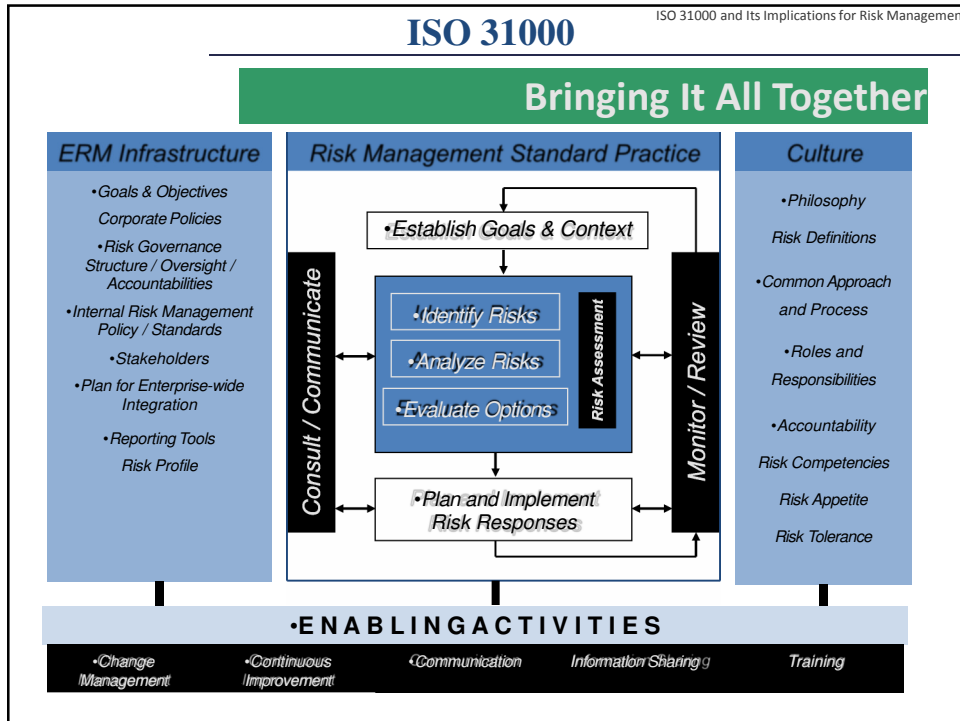 ISO 31000 and Its Implications for Risk Managemen
ISO 31000
Bringing It All Together
ERM Infrastructure
•Goals & Objectives
Corporate Policies
•Risk Governance
Structure / Oversight /
Accountabilities
•Internal Risk Management
Policy / Standards
•Stakeholders
•Plan for Enterprise-wide
Integration
•Reporting Tools
Risk Profile
Risk Management Standard Practice
•Establish Goals & Context
Consult / Communicate
•Identify Risks
•Analyze Risks
•Evaluate Options
Risk Assessment
Monitor / Review
•Plan and Implement
Risk Responses
Culture
•Philosophy
Risk Definitions
•Common Approach
and Process
•Roles and
Responsibilities
•Accountability
Risk Competencies
Risk Appetite
Risk Tolerance
•E N A B L I N G A C T I V I T I E S
•Change
Management
•Continuous
Improvement
•Communication
Information Sharing
Training